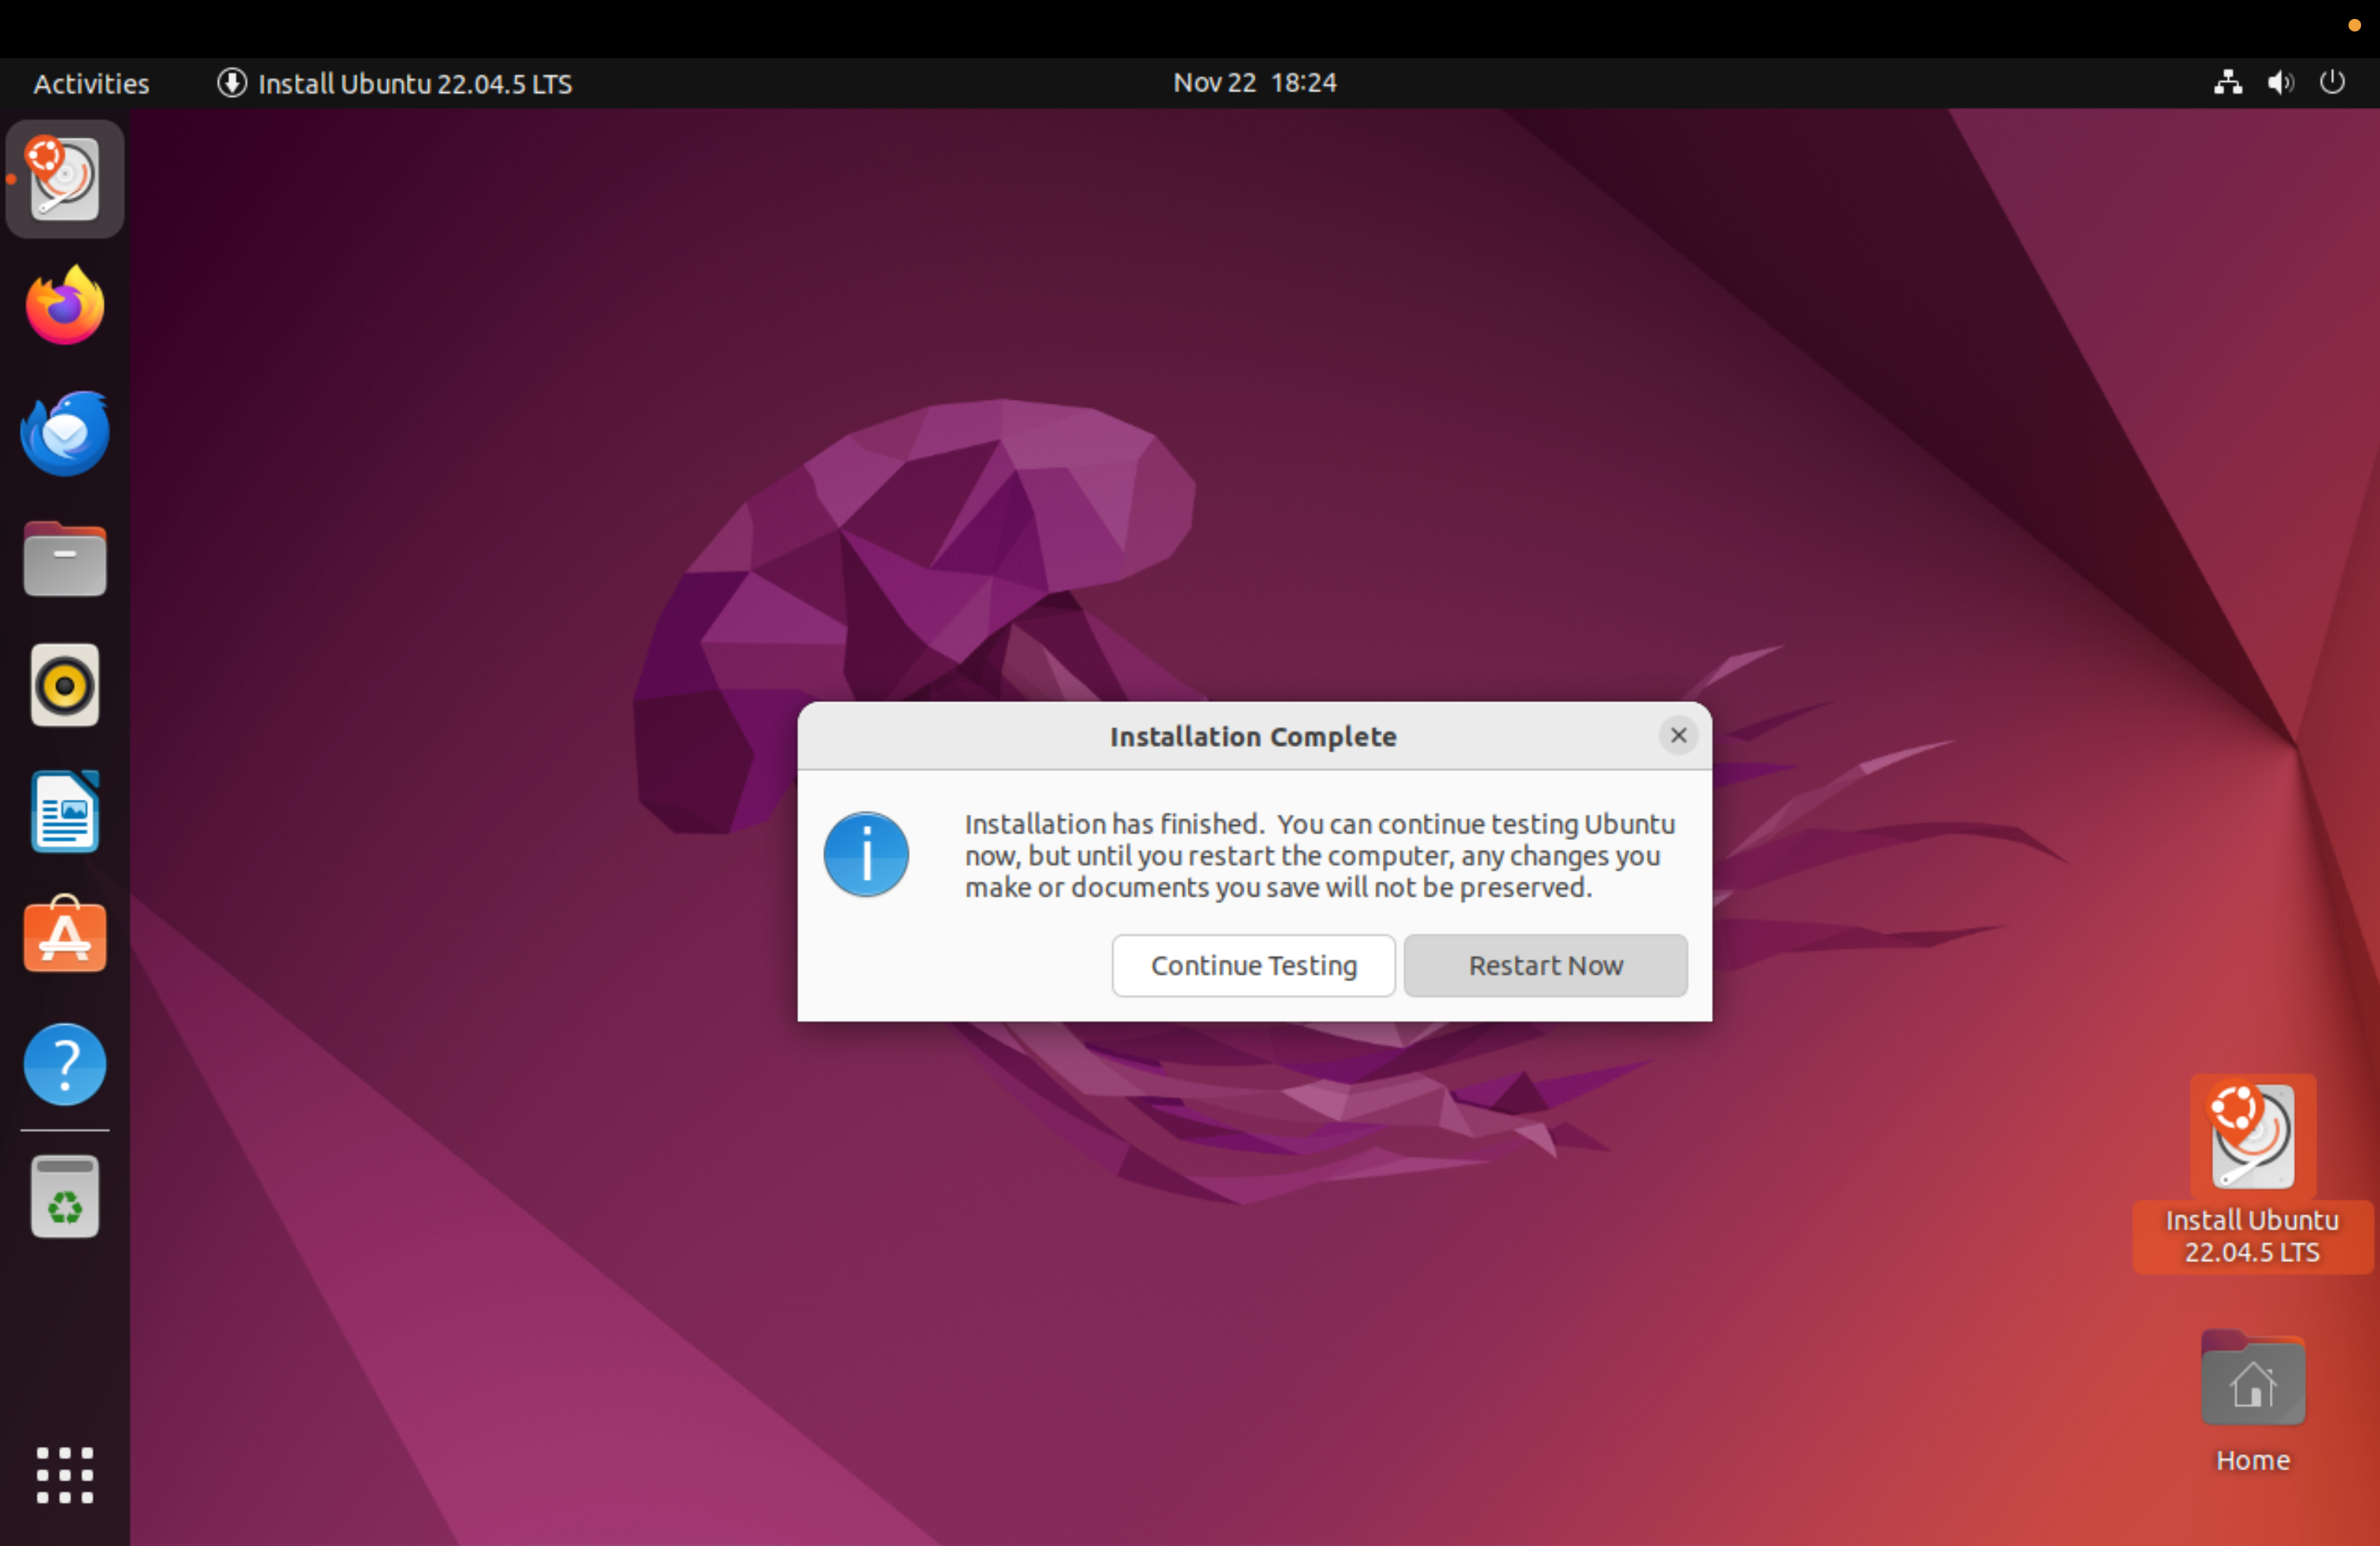 Activities
Install Ubuntu 22.04.5 LTS
Nov 22 18:24
Installation Complete
Installation has finished. You can continue testing Ubuntu
now, but until you restart the computer, any changes you
make or documents you save will not be preserved.
Continue Testing
Restart Now
Install Ubuntu
22.04.5 LTS
Home